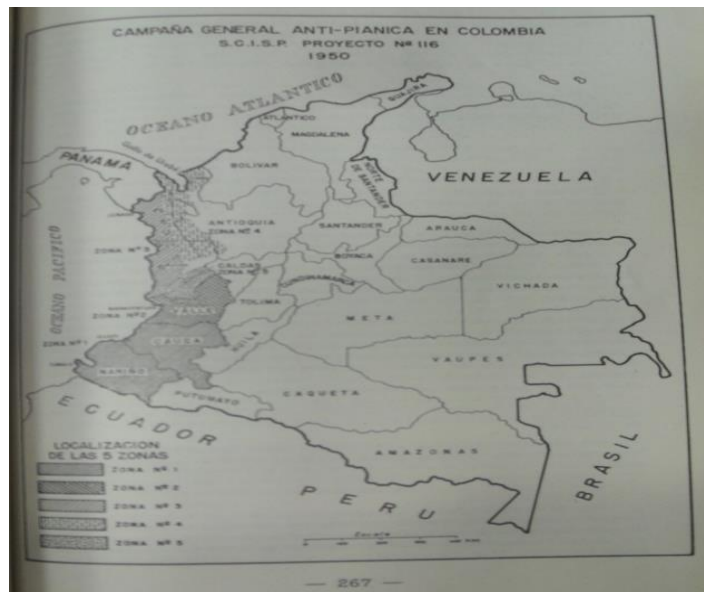 CAMPAÑA GENERAL ANTI-PIANICA EN COLOMBIA
S.C.I.S.P. PROYECTO Nº 116
1950
OCEANO ATLANTICO
GUAJIRA
ATLANTICO
MAGDALENA
PANAMA
BOLIVAR
NORTE DE SANTANDER
VENEZUELA
ANTIOQUIA
ZONA Nº 4
SANTANDER
ARAUCA
OCEANO PACIFICO
ZONA Nº 3
CALDAS
ZONA Nº 5
BOYACA
CASANARE
CUNDINAMARCA
VICHADA
TOLIMA
ZONA Nº 2
VALLE
META
ZONA Nº 1
CAUCA
HUILA
VAUPES
NARIÑO
PUTUMAYO
CAQUETA
ECUADOR
AMAZONAS
BRASIL
PERU
LOCALIZACION
DE LAS 5 ZONAS
ZONA Nº 1
ZONA Nº 2
ZONA Nº 3
ZONA Nº 4
ZONA Nº 5
Escala
— 267 —